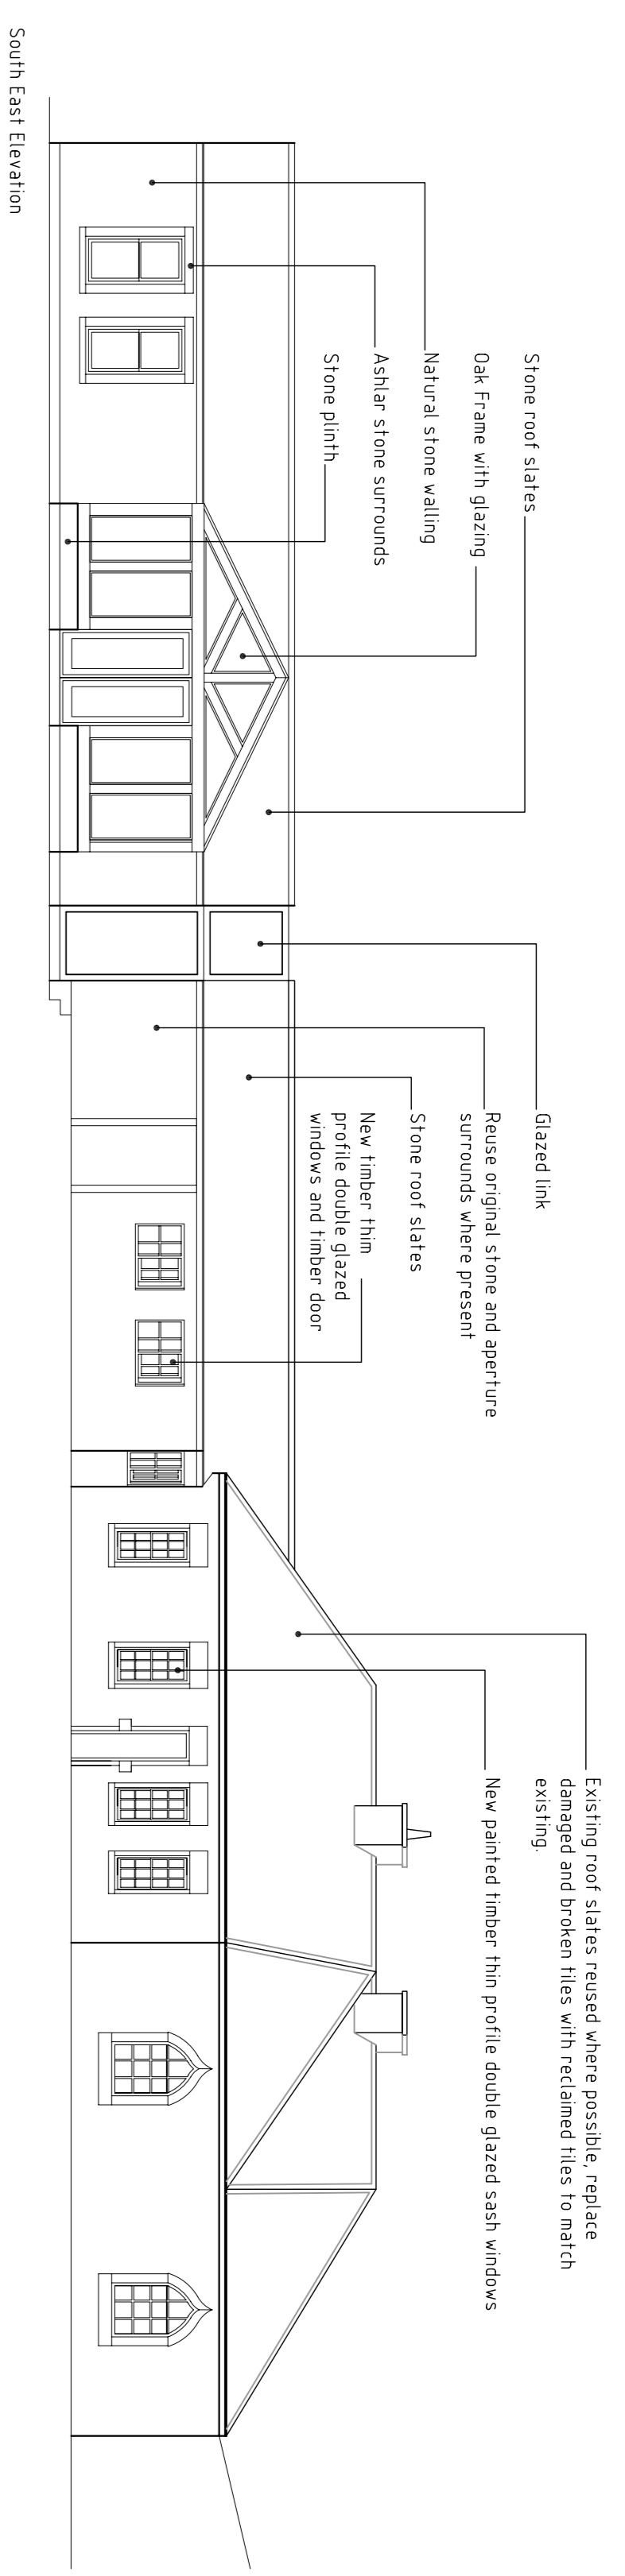 Stone roof slates
Oak Frame with glazing
Natural stone walling
Ashlar stone surrounds
Stone plinth
Glazed link
Reuse original stone and aperture
surrounds where present
Stone roof slates
New timber thim
profile double glazed
windows and timber door
Existing roof slates reused where possible, replace
damaged and broken tiles with reclaimed tiles to match
existing.
New painted timber thin profile double glazed sash windows
South East Elevation